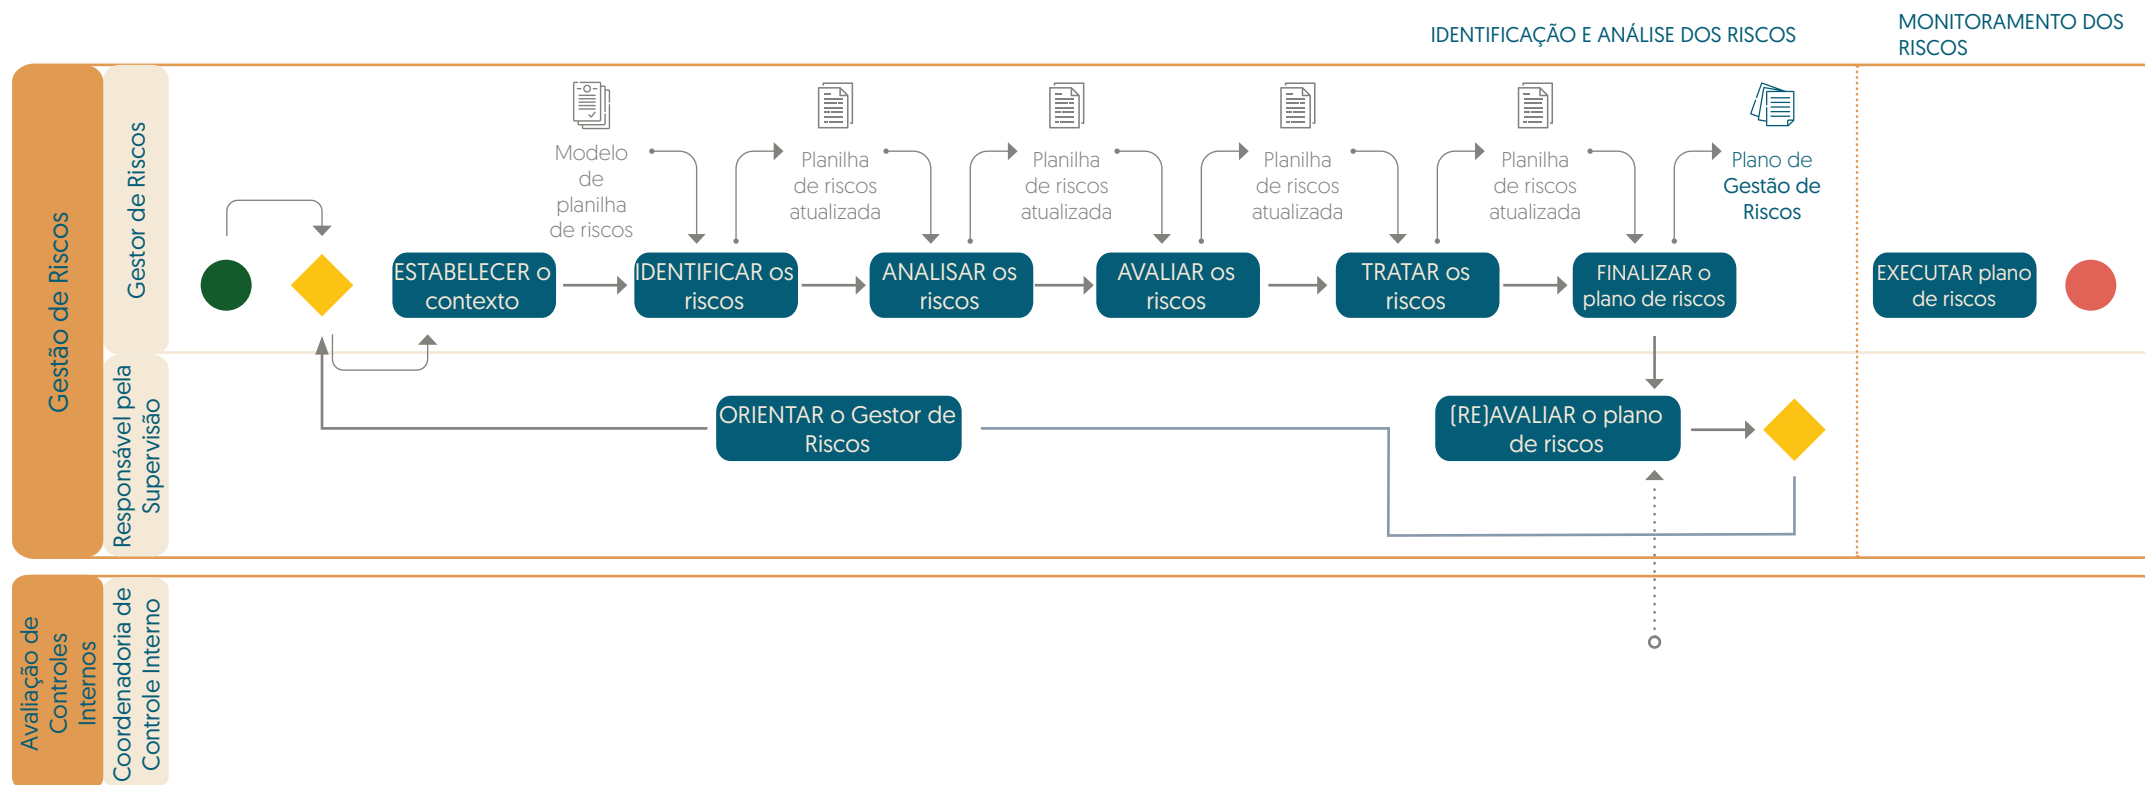 IDENTIFICAÇÃO E ANÁLISE DOS RISCOS
MONITORAMENTO DOS
RISCOS
Gestão de Riscos
Gestor de Riscos
Modelo
de
planilha
de riscos
Planilha
de riscos
atualizada
Planilha
de riscos
atualizada
Planilha
de riscos
atualizada
Planilha
de riscos
atualizada
Plano de
Gestão de
Riscos
ESTABELECER o
contexto
IDENTIFICAR os
riscos
ANALISAR os
riscos
AVALIAR os
riscos
TRATAR os
riscos
FINALIZAR o
plano de riscos
EXECUTAR plano
de riscos
Responsável pela
Supervisão
ORIENTAR o Gestor de
Riscos
(RE)AVALIAR o plano
de riscos
Avaliação de
Controles
Internos
Coordenadoria de
Controle Interno